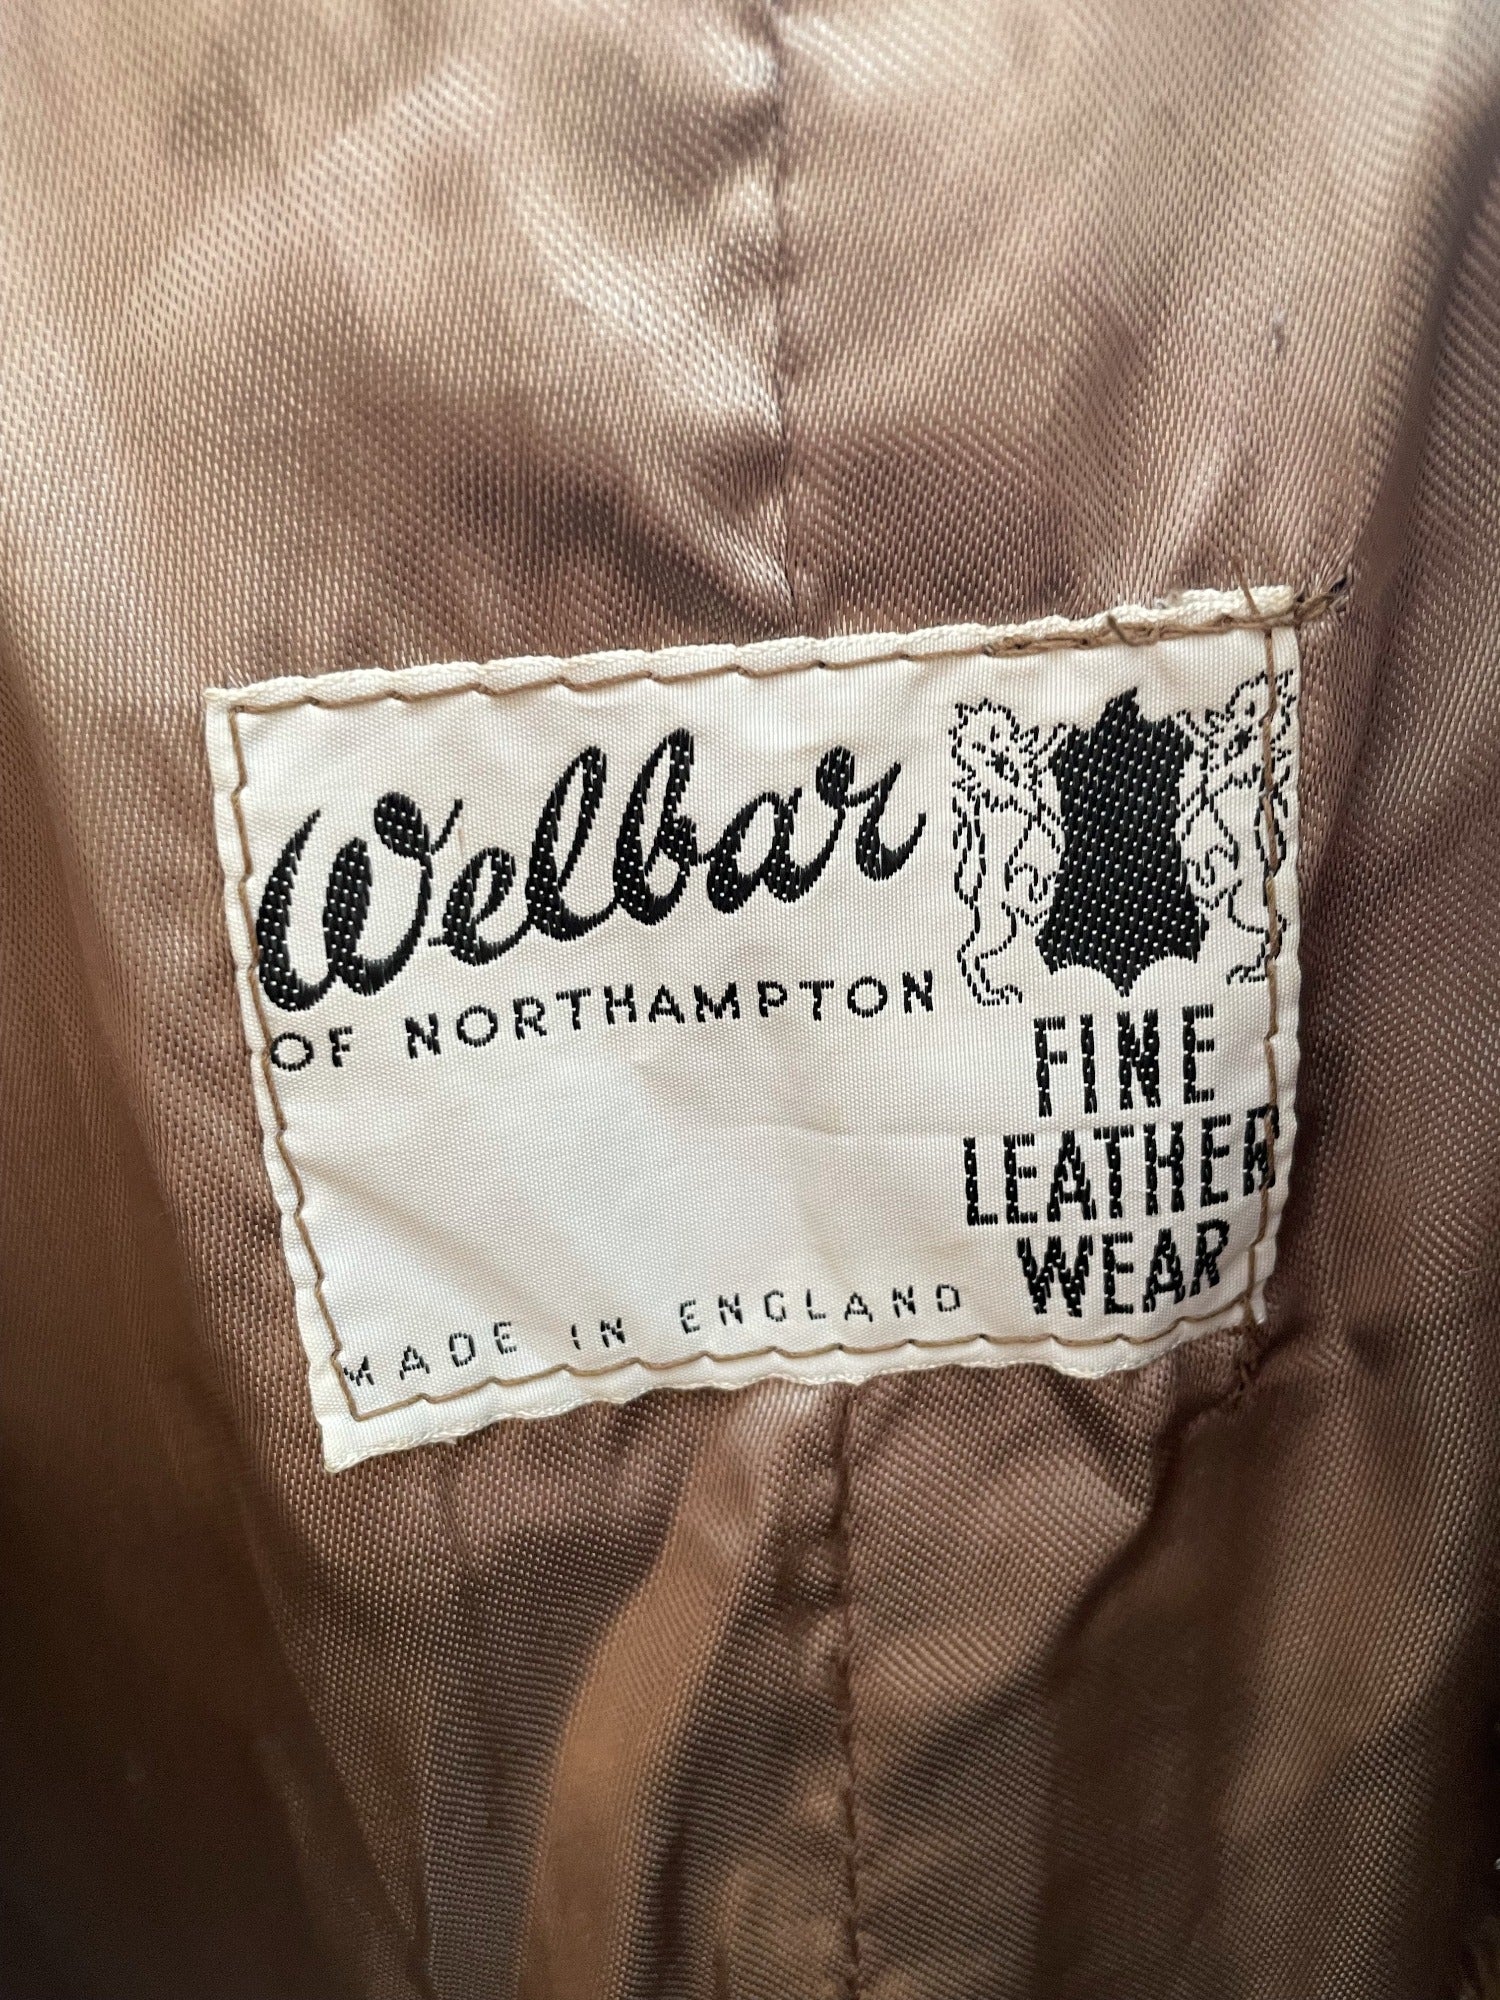 Welbar
OF NORTHAMPTON
FINE
LEATHER
WEAR
MADE IN ENGLAND